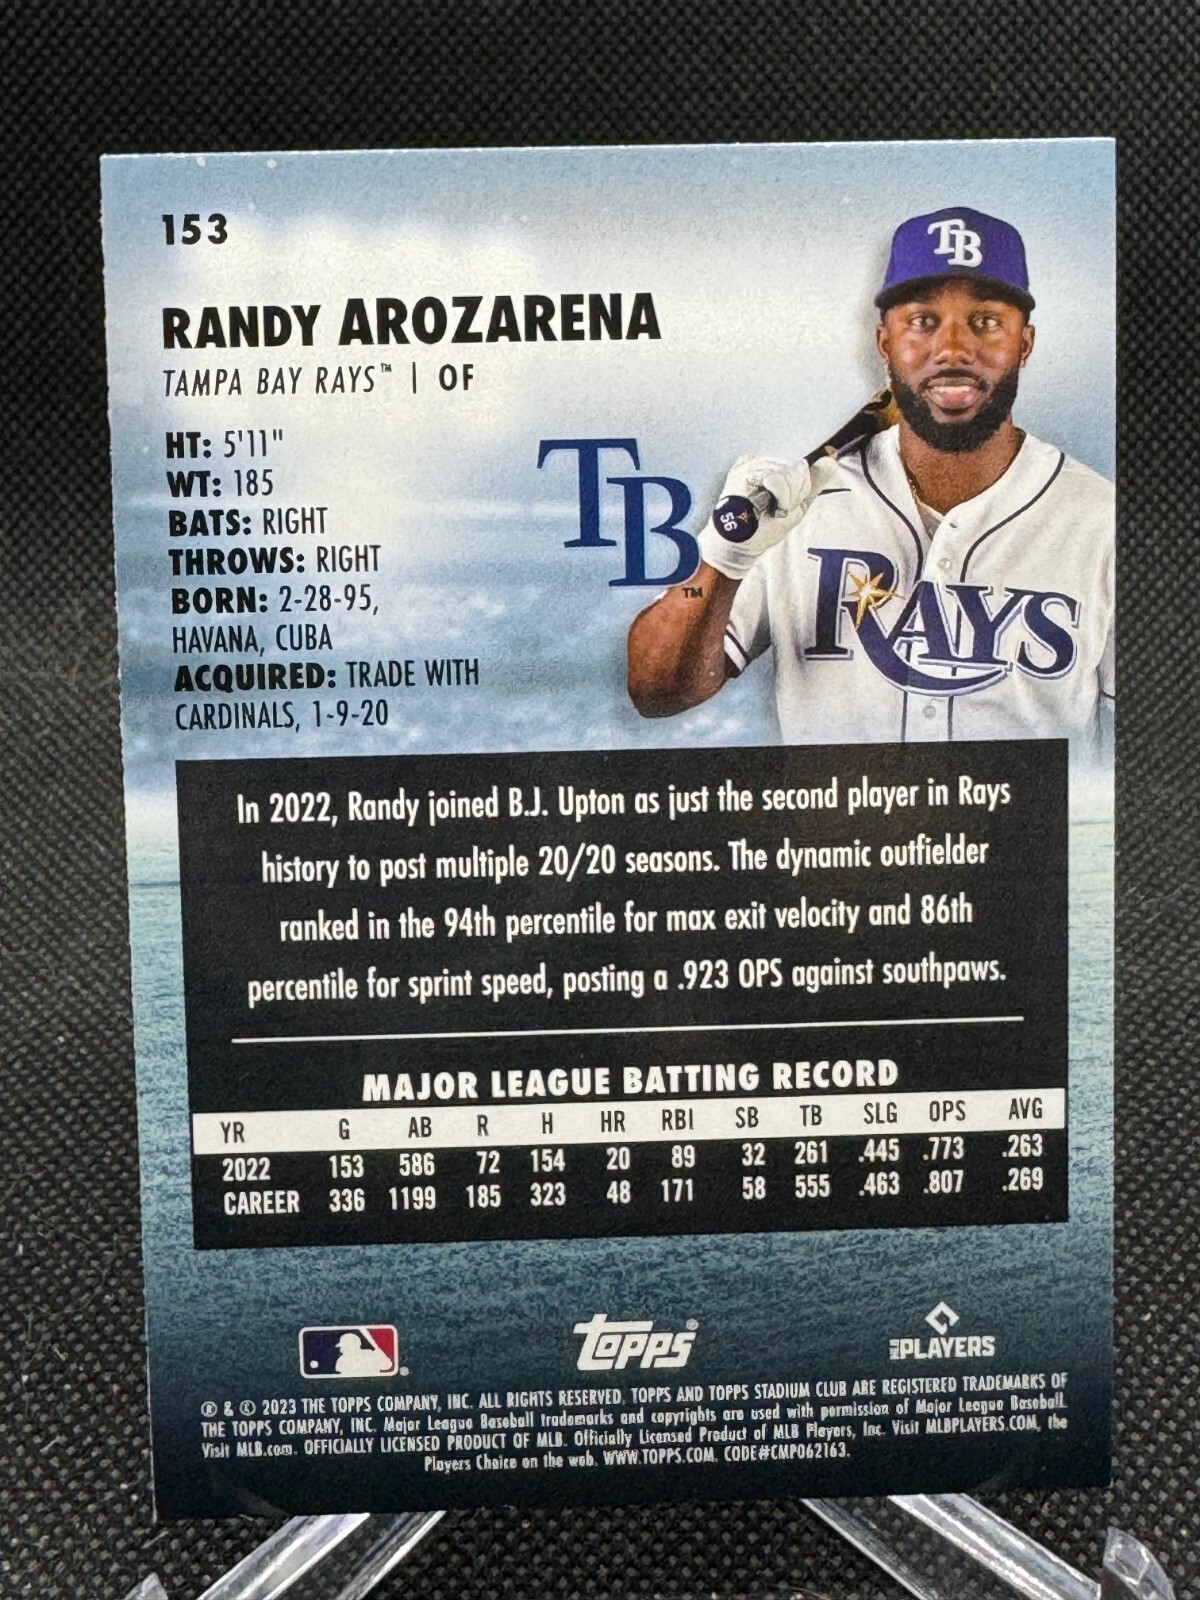 153
RANDY AROZARENA
TAMPA BAY RAYS™ | OF
HT: 5'11"
WT: 185
BATS: RIGHT
THROWS: RIGHT
BORN: 2-28-95,
HAVANA, CUBA
ACQUIRED: TRADE WITH
CARDINALS, 1-9-20
TB
TB
™
56
RAYS
In 2022, Randy joined B.J. Upton as just the second player in Rays
history to post multiple 20/20 seasons. The dynamic outfielder
ranked in the 94th percentile for max exit velocity and 86th
percentile for sprint speed, posting a .923 OPS against southpaws.
MAJOR LEAGUE BATTING RECORD
YR G AB R H HR RBI SB TB SLG OPS AVG
2022 153 586 72 154 20 89 32 261 .445 .773 .263
CAREER 336 1199 185 323 48 171 58 555 .463 .807 .269
®
topps®
MLB PLAYERS
® & © 2023 THE TOPPS COMPANY, INC. ALL RIGHTS RESERVED. TOPPS AND TOPPS STADIUM CLUB ARE REGISTERED TRADEMARKS OF
THE TOPPS COMPANY, INC. Major League Baseball trademarks and copyrights are used with permission of Major League Baseball.
Visit MLB.com. OFFICIALLY LICENSED PRODUCT OF MLB. Officially Licensed Product of MLB Players, Inc. Visit MLBPLAYERS.COM, the
Players Choice on the web. WWW.TOPPS.COM. CODE#CMP062163.